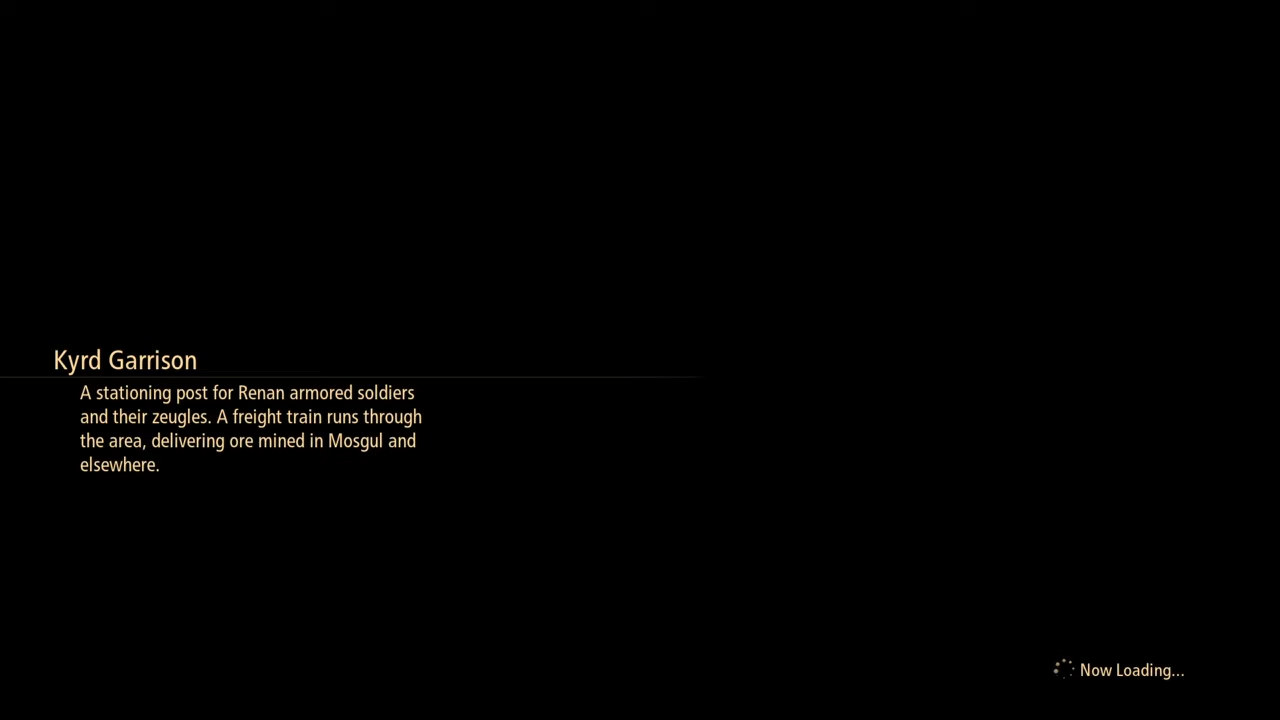 Kyrd Garrison
A stationing post for Renan armored soldiers
and their zeugles. A freight train runs through
the area, delivering ore mined in Mosgul and
elsewhere.
Now Loading...